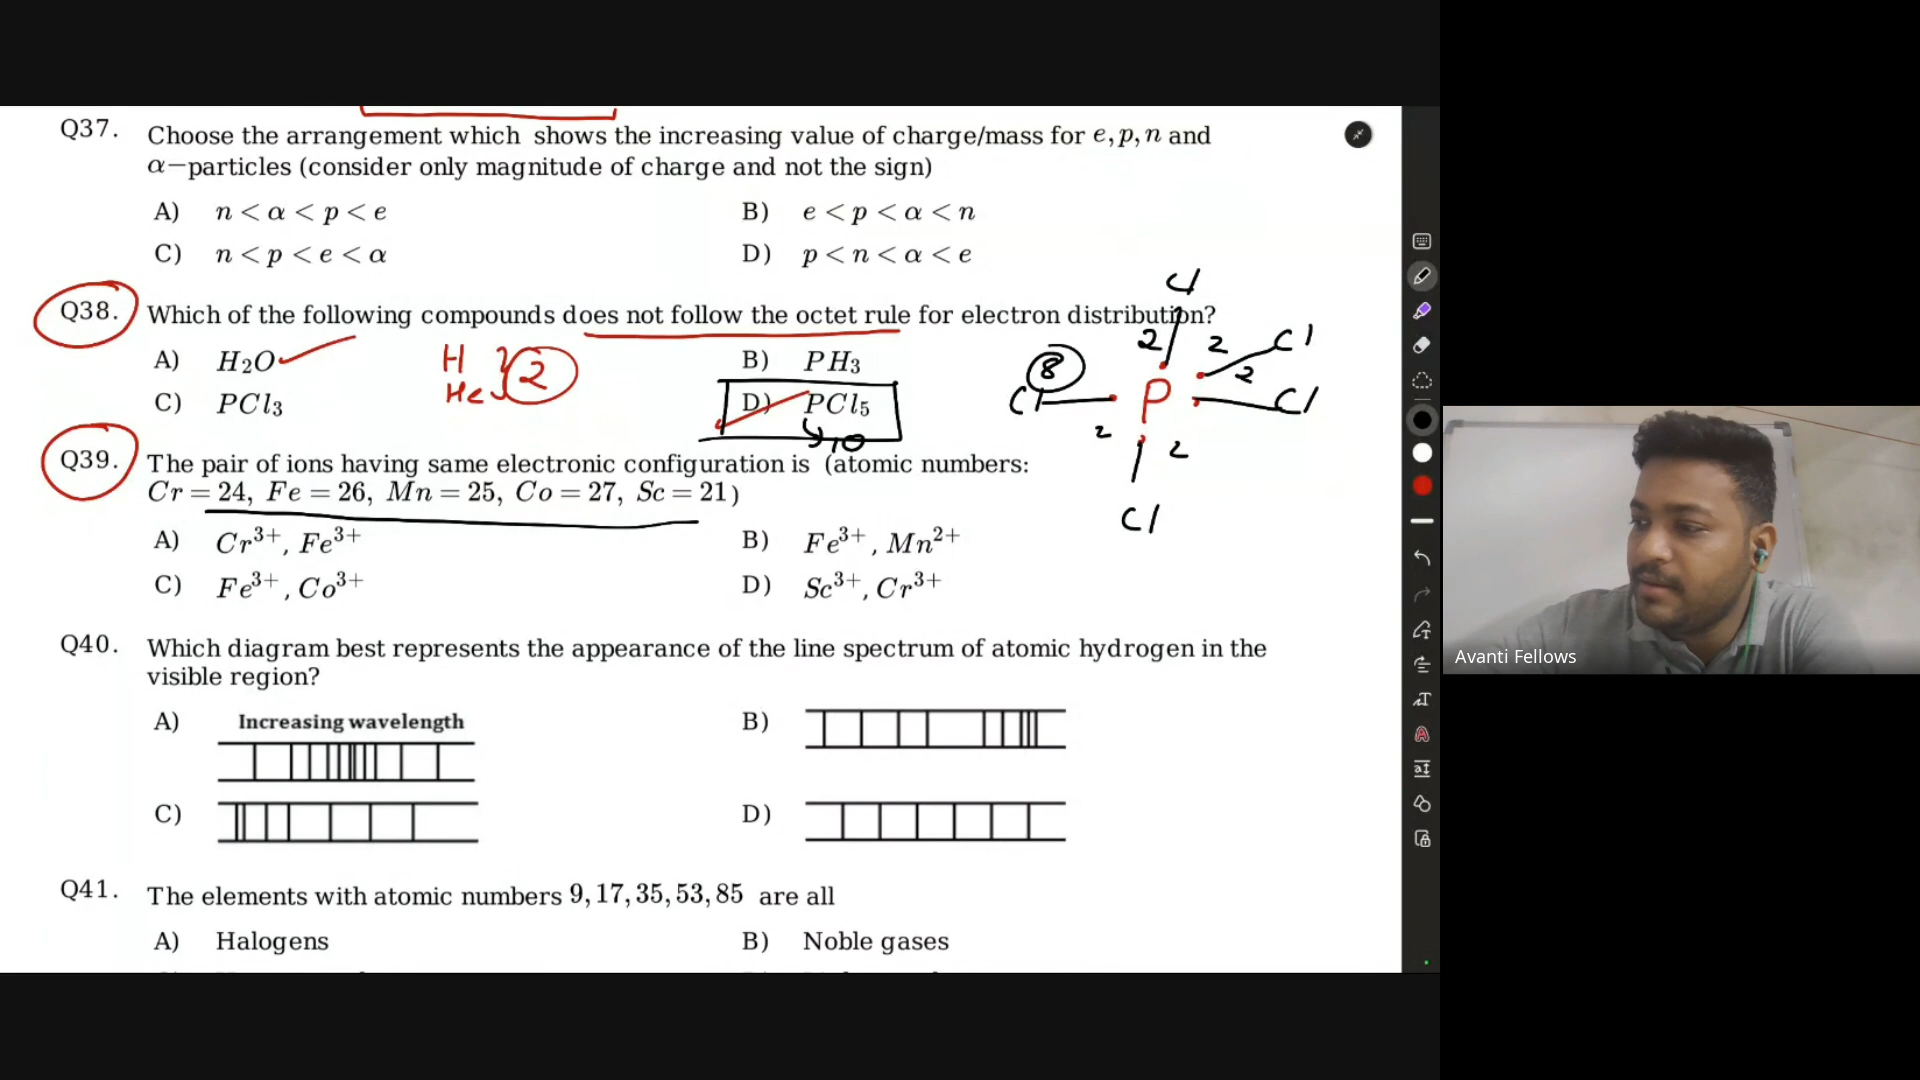 Q37. Choose the arrangement which shows the increasing value of charge/mass for e, p, n and
α−particles (consider only magnitude of charge and not the sign)
A) n < α < p < e
B) e < p < α < n
C) n < p < e < α
D) p < n < α < e
Q38. Which of the following compounds does not follow the octet rule for electron distribution?
A) H₂O
B) PH₃
C) PCl₃
D) PCl₅
H
He
2
10
Cl
2 2 Cl
8 2
Cl P Cl
2 2
Cl
Q39. The pair of ions having same electronic configuration is (atomic numbers:
Cr = 24, Fe = 26, Mn = 25, Co = 27, Sc = 21)
A) Cr³⁺, Fe³⁺
B) Fe³⁺, Mn²⁺
C) Fe³⁺, Co³⁺
D) Sc³⁺, Cr³⁺
Q40. Which diagram best represents the appearance of the line spectrum of atomic hydrogen in the
visible region?
A) Increasing wavelength
B)
C)
D)
Q41. The elements with atomic numbers 9, 17, 35, 53, 85 are all
A) Halogens
B) Noble gases
Avanti Fellows